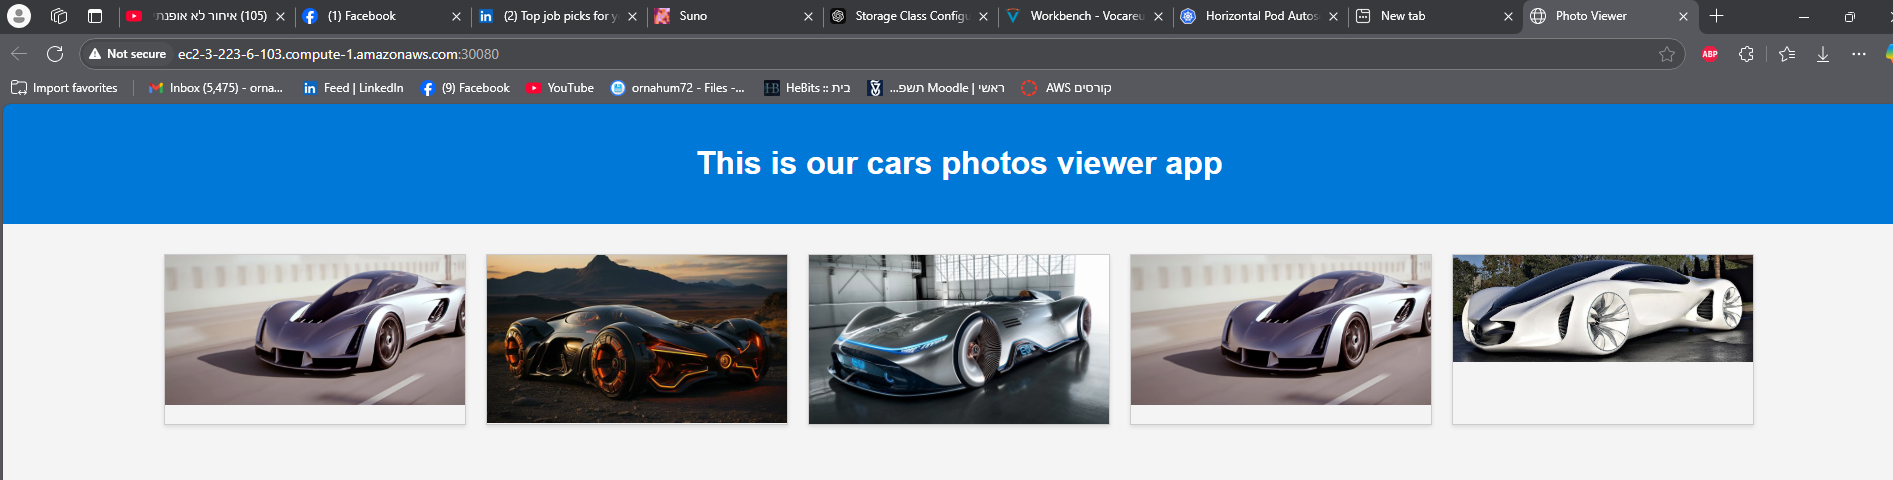 (105) איחור לא אופנתי
(1) Facebook
(2) Top job picks for y
Suno
Storage Class Configu
Workbench - Vocareu
Horizontal Pod Autos
New tab
Photo Viewer
Not secure ec2-3-223-6-103.compute-1.amazonaws.com:30080
ABP
Import favorites
Inbox (5,475) - orna...
Feed | LinkedIn
(9) Facebook
YouTube
ornahum72 - Files -...
HeBits :: בית
ראשי | Moodle תשפ...
קורסים AWS
This is our cars photos viewer app